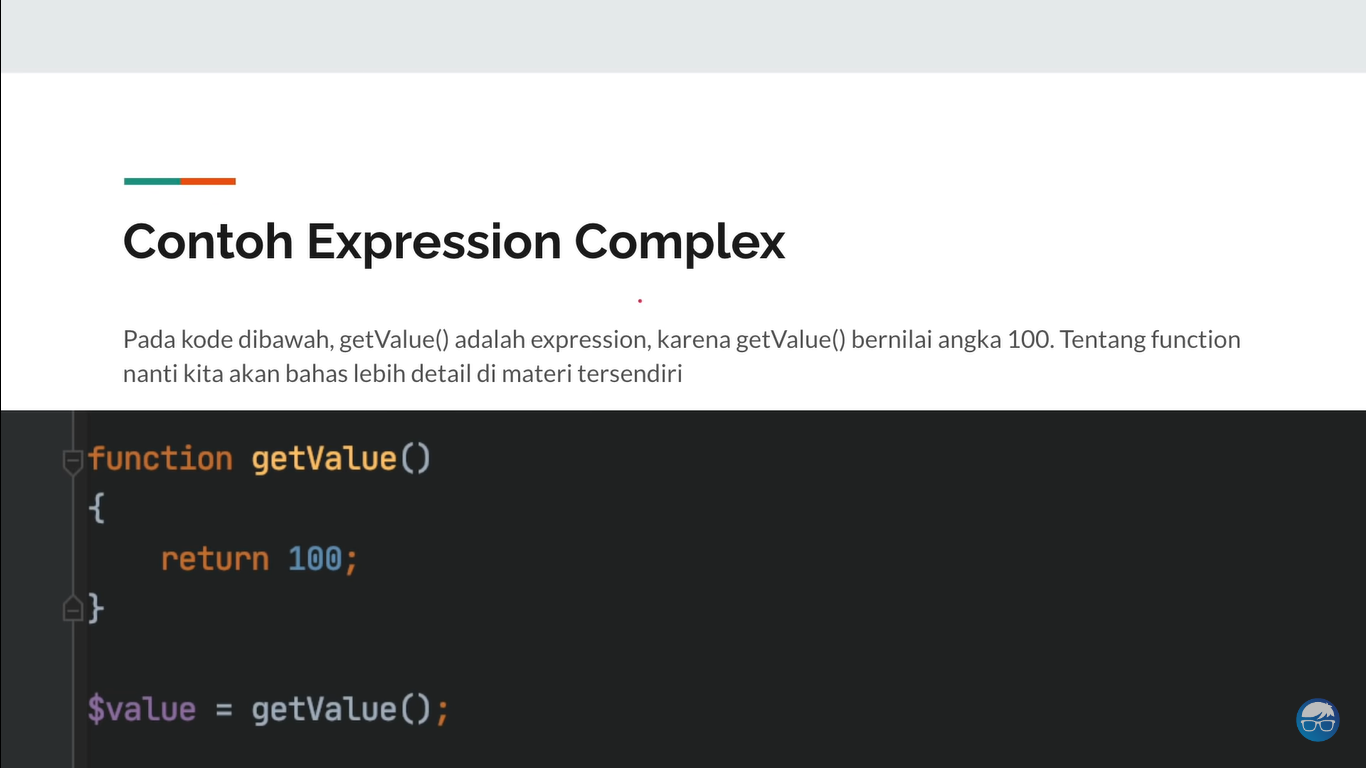 Contoh Expression Complex
Pada kode dibawah, getValue() adalah expression, karena getValue() bernilai angka 100. Tentang function
nanti kita akan bahas lebih detail di materi tersendiri
function getValue()
{
    return 100;
}
$value = getValue();